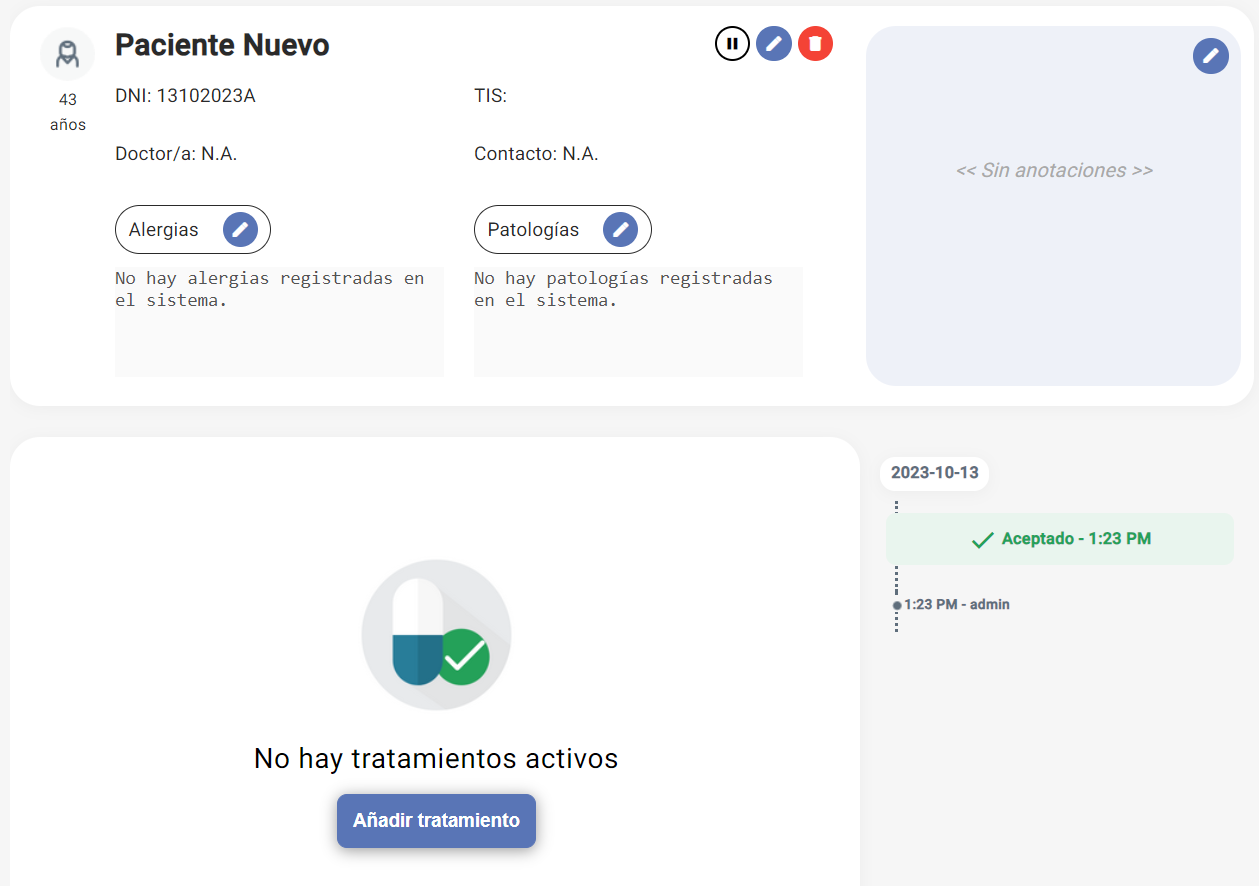 Paciente Nuevo
43
años
DNI: 13102023A
TIS:
Doctor/a: N.A.
Contacto: N.A.
Alergias
Patologías
No hay alergias registradas en
el sistema.
No hay patologías registradas
en el sistema.
<< Sin anotaciones >>
No hay tratamientos activos
Añadir tratamiento
2023-10-13
Aceptado - 1:23 PM
1:23 PM - admin